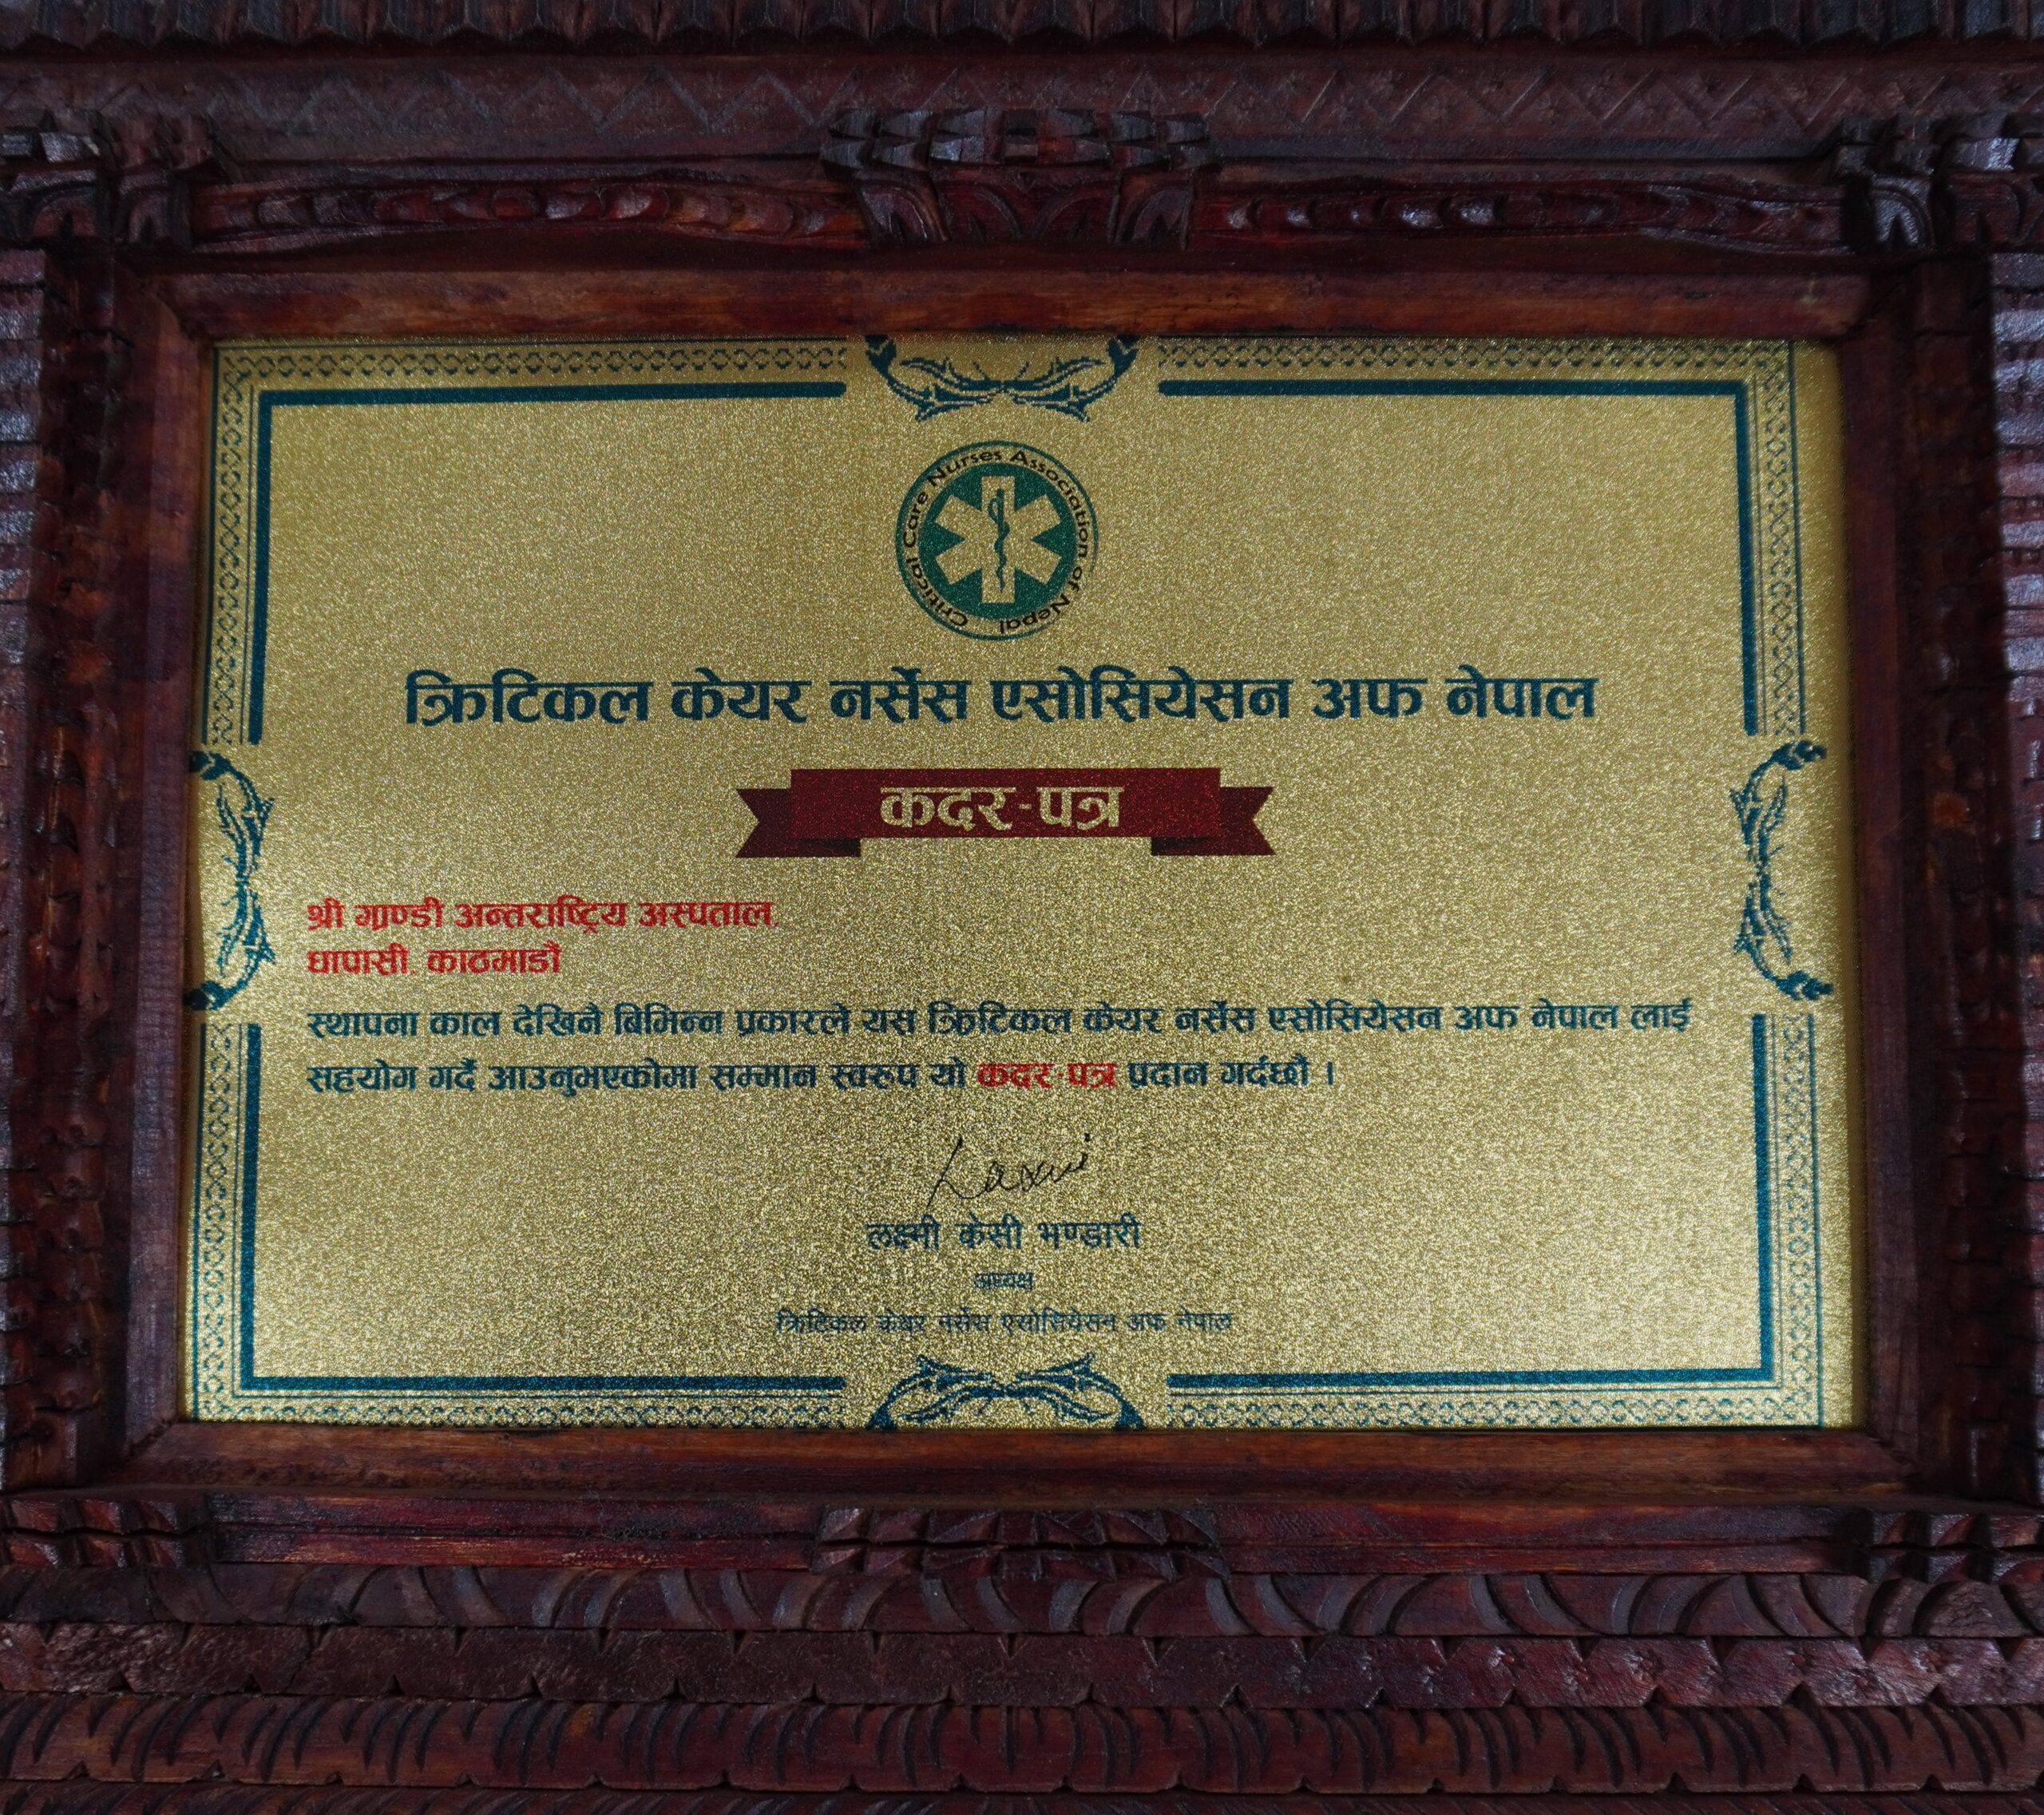 Critical Care Nurses Association of Nepal
क्रिटिकल केयर नर्सेस एसोसियेसन अफ नेपाल
कदर-पत्र
श्री ग्राण्डी अन्तराष्ट्रिय अस्पताल,
धापासी, काठमाडौं
स्थापना काल देखिनै बिभिन्न प्रकारले यस क्रिटिकल केयर नर्सेस एसोसियेसन अफ नेपाल लाई
सहयोग गर्दै आउनुभएकोमा सम्मान स्वरुप यो कदर-पत्र प्रदान गर्दछौं ।
Laxmi
लक्ष्मी केसी भण्डारी
अध्यक्ष
क्रिटिकल केयर नर्सेस एसोसियेसन अफ नेपाल